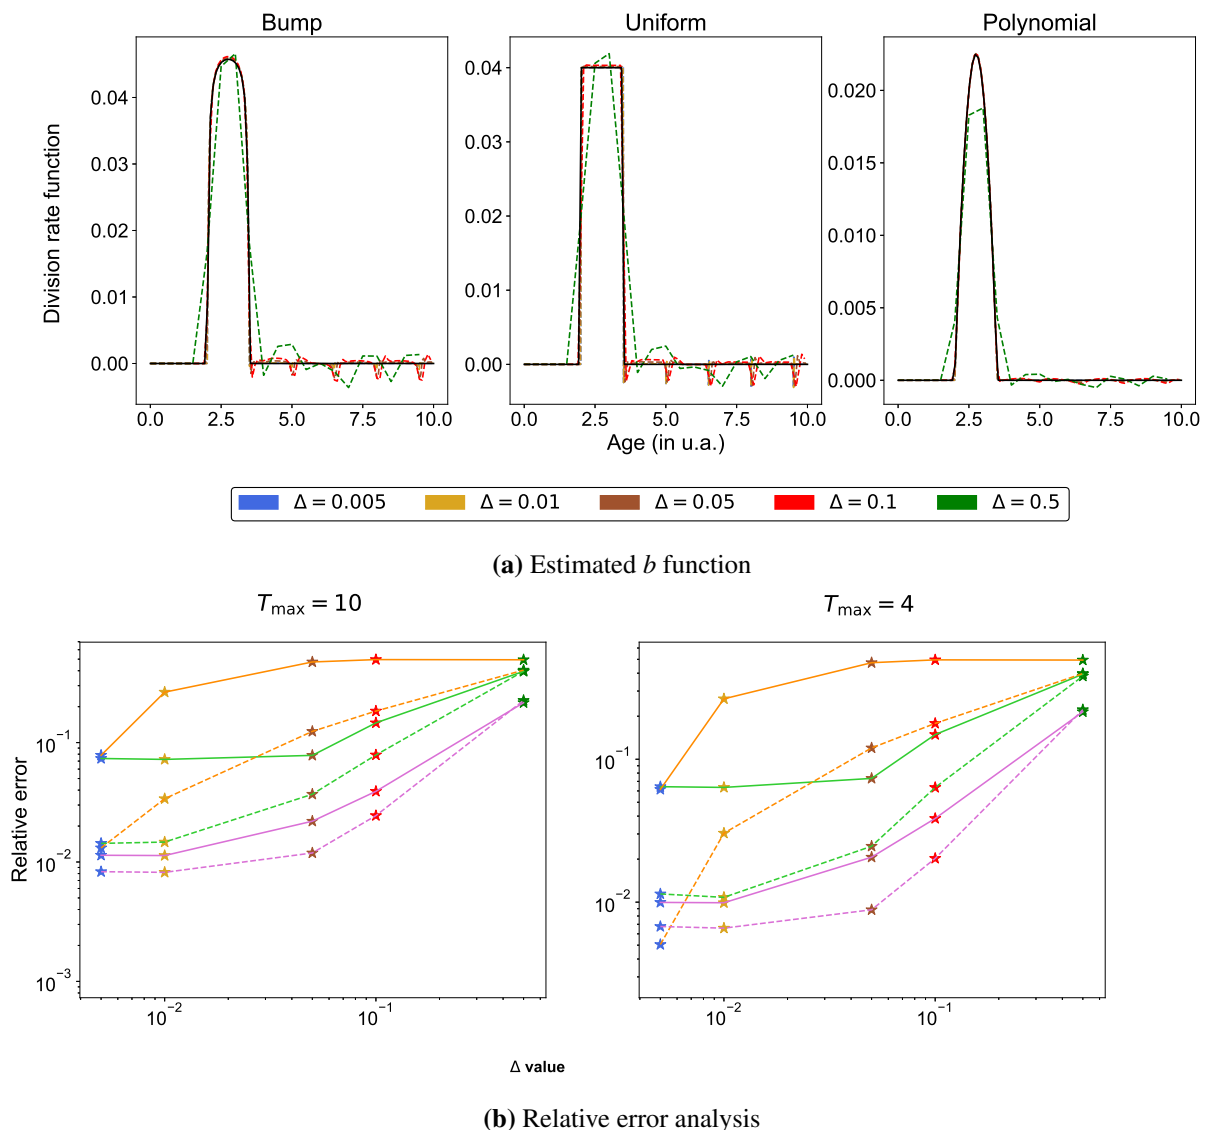 Bump
Uniform
Polynomial
Division rate function
0.04
0.03
0.02
0.01
0.00
0.0 2.5 5.0 7.5 10.0
0.04
0.03
0.02
0.01
0.00
0.0 2.5 5.0 7.5 10.0
0.020
0.015
0.010
0.005
0.000
0.0 2.5 5.0 7.5 10.0
Age (in u.a.)
Δ = 0.005 Δ = 0.01 Δ = 0.05 Δ = 0.1 Δ = 0.5
(a) Estimated b function
T_max = 10
T_max = 4
Relative error
10⁻¹
10⁻²
10⁻³
10⁻² 10⁻¹
10⁻¹
10⁻²
10⁻² 10⁻¹
Δ value
(b) Relative error analysis